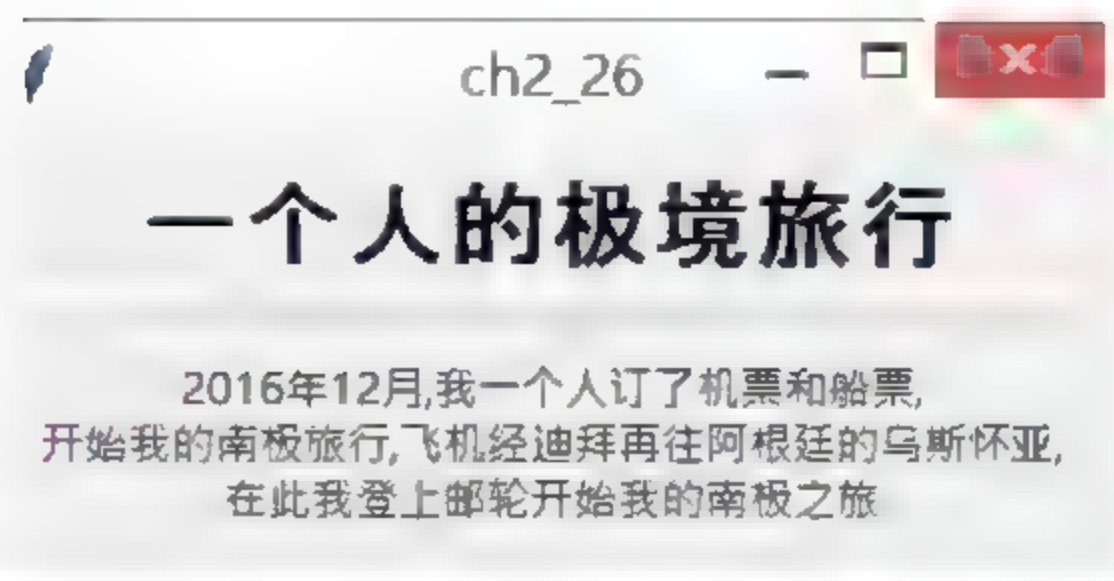 ch2_26
一个人的极境旅行
2016年12月,我一个人订了机票和船票,
开始我的南极旅行,飞机经迪拜再往阿根廷的乌斯怀亚,
在此我登上邮轮开始我的南极之旅